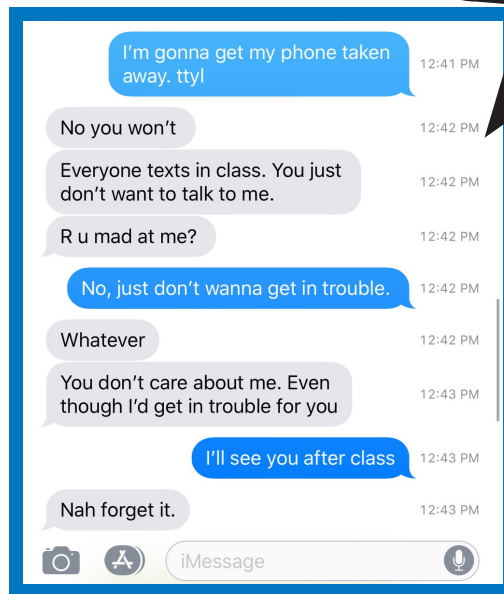 I'm gonna get my phone taken
away. ttyl
12:41 PM
No you won't
12:42 PM
Everyone texts in class. You just
don't want to talk to me.
12:42 PM
R u mad at me?
12:42 PM
No, just don't wanna get in trouble.
12:42 PM
Whatever
12:42 PM
You don't care about me. Even
though I'd get in trouble for you
12:43 PM
I'll see you after class
12:43 PM
Nah forget it.
12:43 PM
iMessage